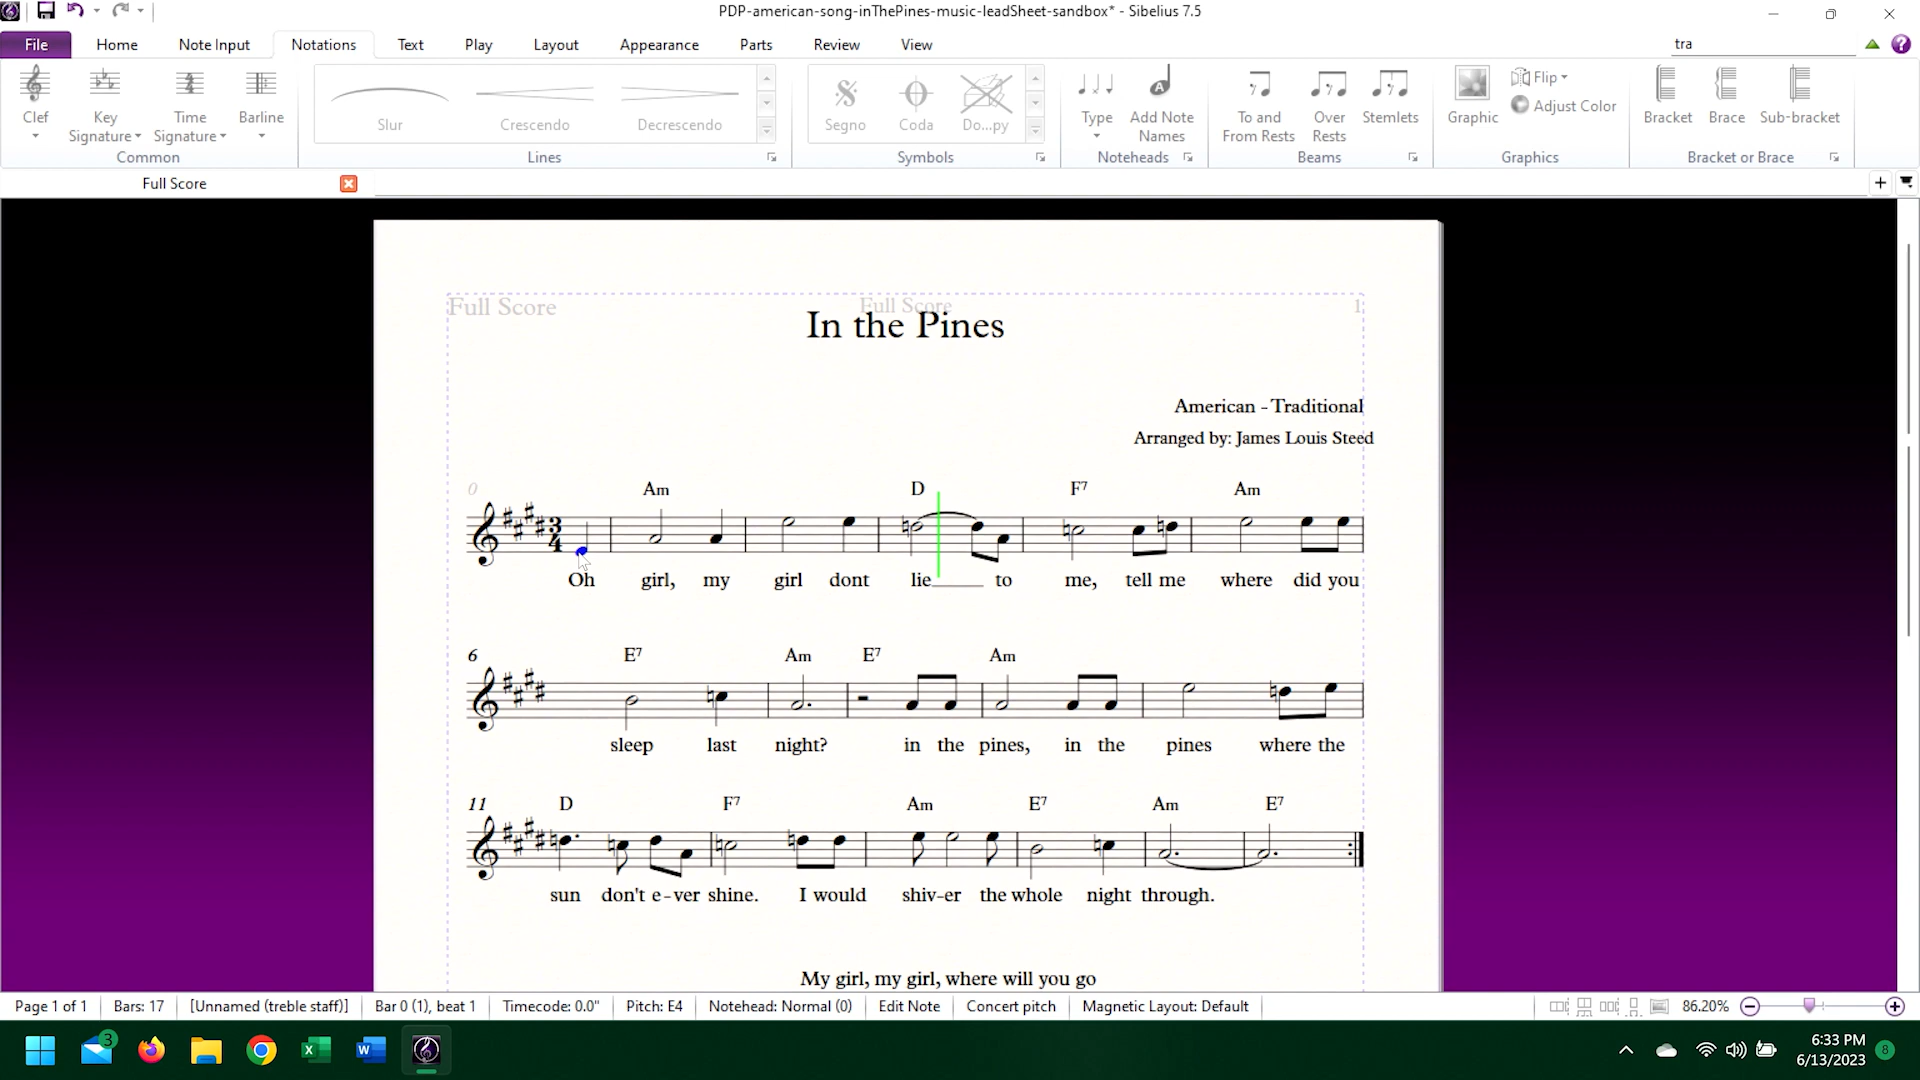 PDP-american-song-inThePines-music-leadSheet-sandbox* - Sibelius 7.5
File Home Note Input Notations Text Play Layout Appearance Parts Review View tra
Clef Key Signature Time Signature Barline
Common
Slur Crescendo Decrescendo
Lines
Segno Coda Do...py
Symbols
Type Add Note Names
Noteheads
To and From Rests Over Rests Stemlets
Beams
Graphic Flip Adjust Color
Graphics
Bracket Brace Sub-bracket
Bracket or Brace
Full Score
Full Score Full Score 1
In the Pines
American - Traditional
Arranged by: James Louis Steed
0 Am D F7 Am
3
4
Oh girl, my girl dont lie_____ to me, tell me where did you
6 E7 Am E7 Am
sleep last night? in the pines, in the pines where the
11 D F7 Am E7 Am E7
sun don't e-ver shine. I would shiv-er the whole night through.
My girl, my girl, where will you go
Page 1 of 1 Bars: 17 [Unnamed (treble staff)] Bar 0 (1), beat 1 Timecode: 0.0" Pitch: E4 Notehead: Normal (0) Edit Note Concert pitch Magnetic Layout: Default 86.20%
3 6:33 PM
6/13/2023 8